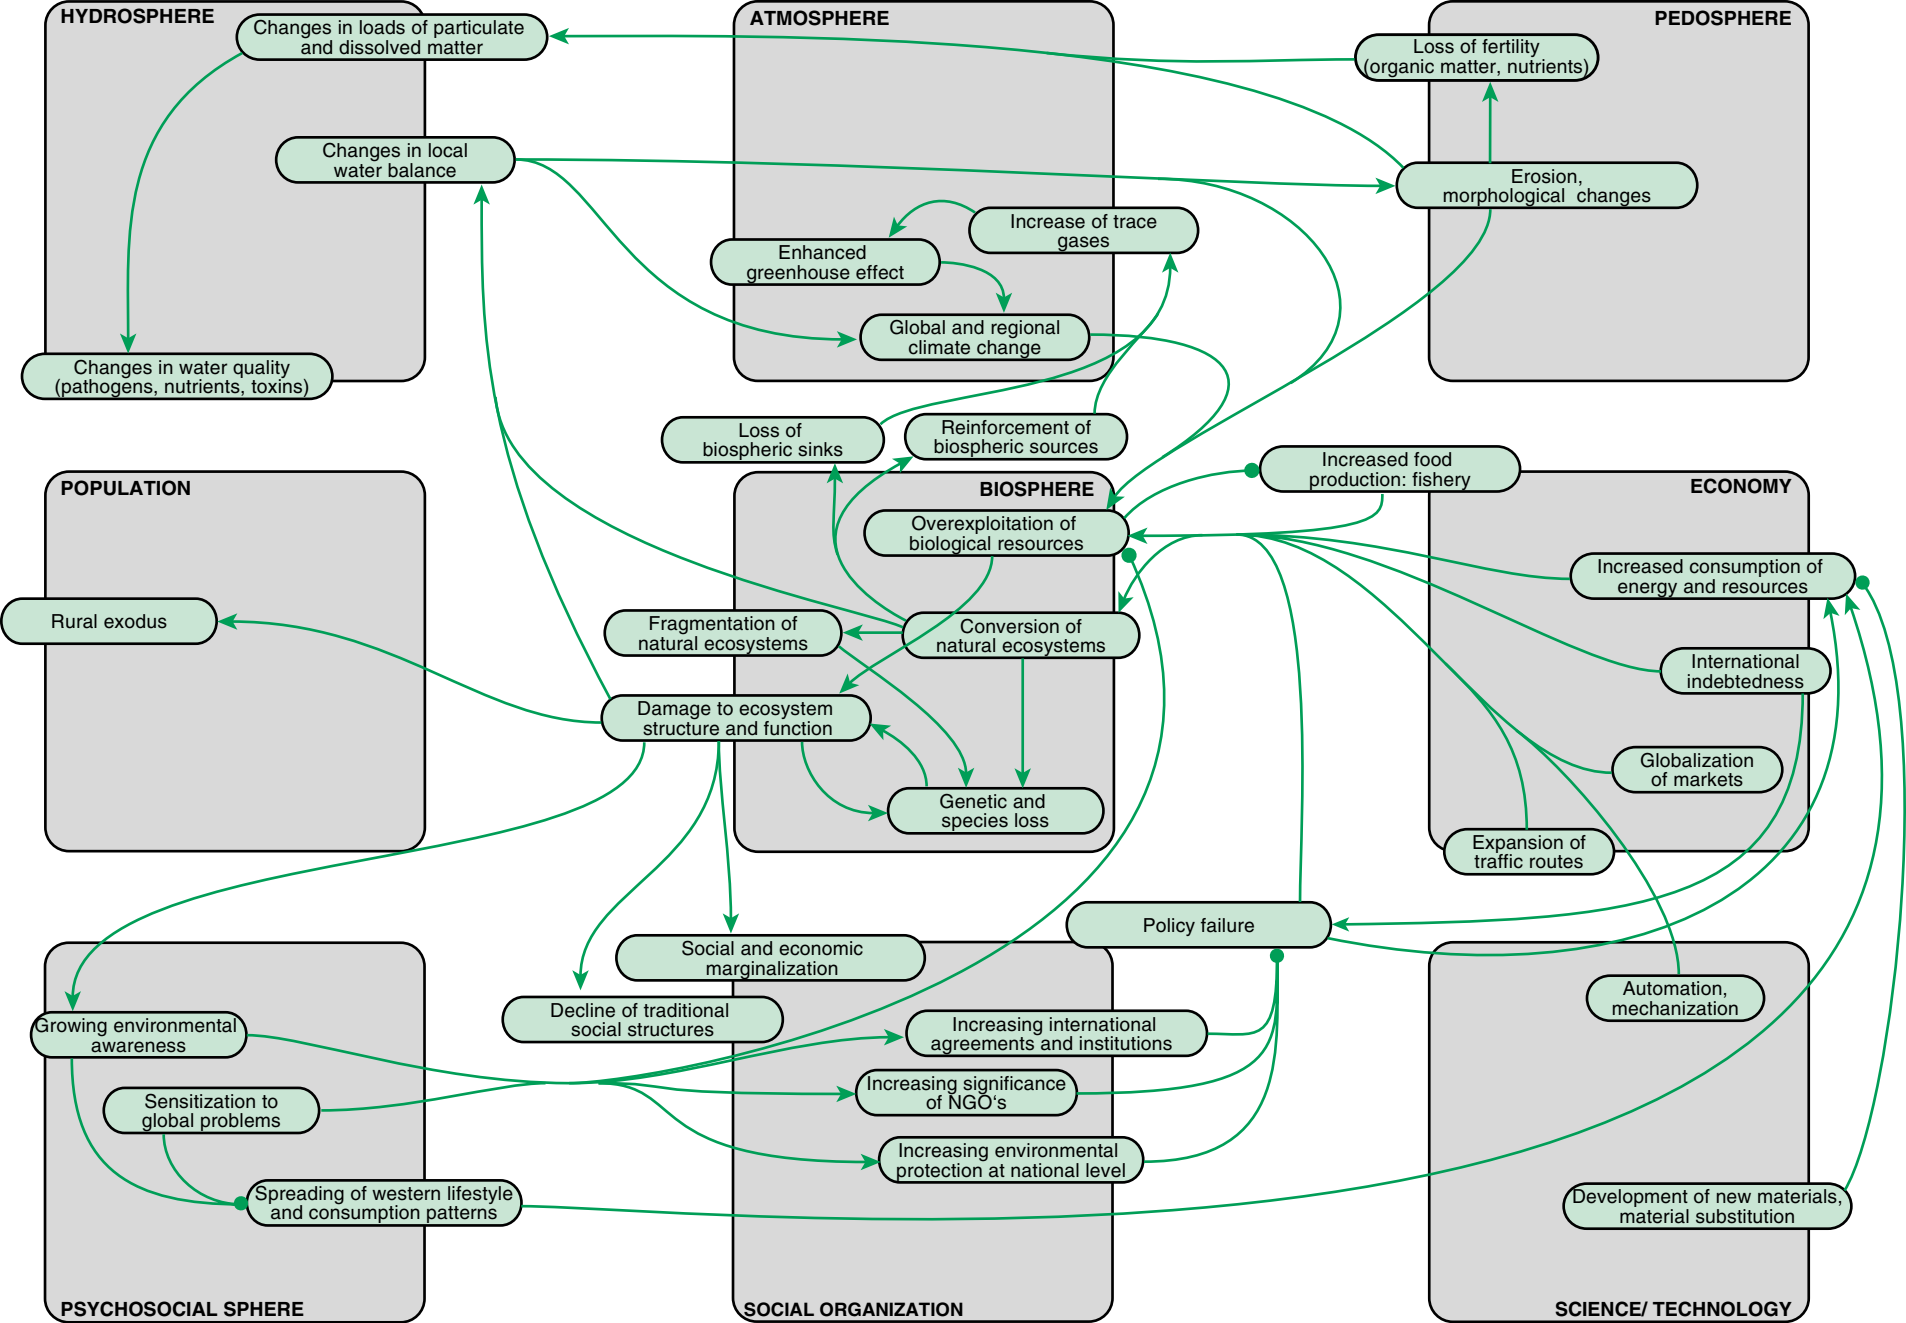 HYDROSPHERE
Changes in loads of particulate
and dissolved matter
Changes in local
water balance
Changes in water quality
(pathogens, nutrients, toxins)
ATMOSPHERE
Increase of trace
gases
Enhanced
greenhouse effect
Global and regional
climate change
PEDOSPHERE
Loss of fertility
(organic matter, nutrients)
Erosion,
morphological  changes
POPULATION
Rural exodus
Loss of
biospheric sinks
Reinforcement of
biospheric sources
BIOSPHERE
Overexploitation of
biological resources
Fragmentation of
natural ecosystems
Conversion of
natural ecosystems
Damage to ecosystem
structure and function
Genetic and
species loss
Increased food
production: fishery
ECONOMY
Increased consumption of
energy and resources
International
indebtedness
Globalization
of markets
Expansion of
traffic routes
Growing environmental
awareness
Sensitization to
global problems
Spreading of western lifestyle
and consumption patterns
PSYCHOSOCIAL SPHERE
Policy failure
Social and economic
marginalization
Decline of traditional
social structures
Increasing international
agreements and institutions
Increasing significance
of NGO‘s
Increasing environmental
protection at national level
SOCIAL ORGANIZATION
Automation,
mechanization
Development of new materials,
material substitution
SCIENCE/ TECHNOLOGY